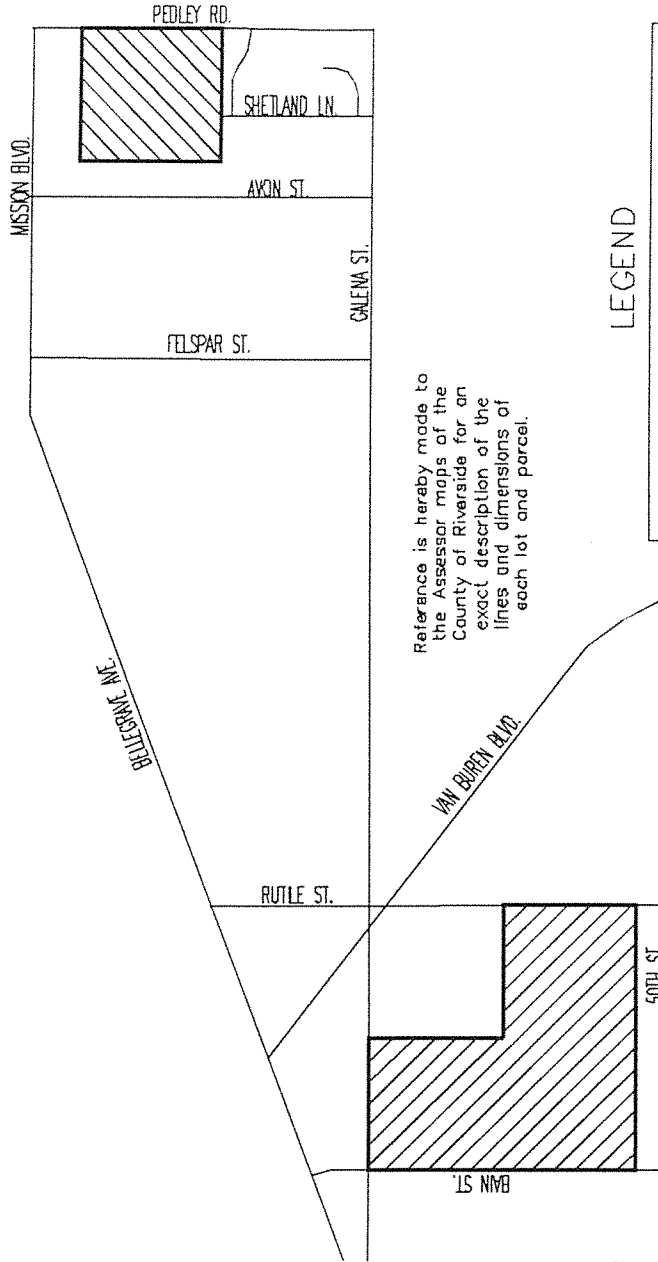 PEDLEY RD.
MISSION BLVD.
SHETLAND LN.
AVON ST.
GALENA ST.
FELSPAR ST.
BELLEGRAVE AVE.
Reference is hereby made to
the Assessor maps of the
County of Riverside for an
exact description of the
lines and dimensions of
each lot and parcel.
LEGEND
VAN BUREN BLVD.
RUTILE ST.
50TH ST
BAIN ST.